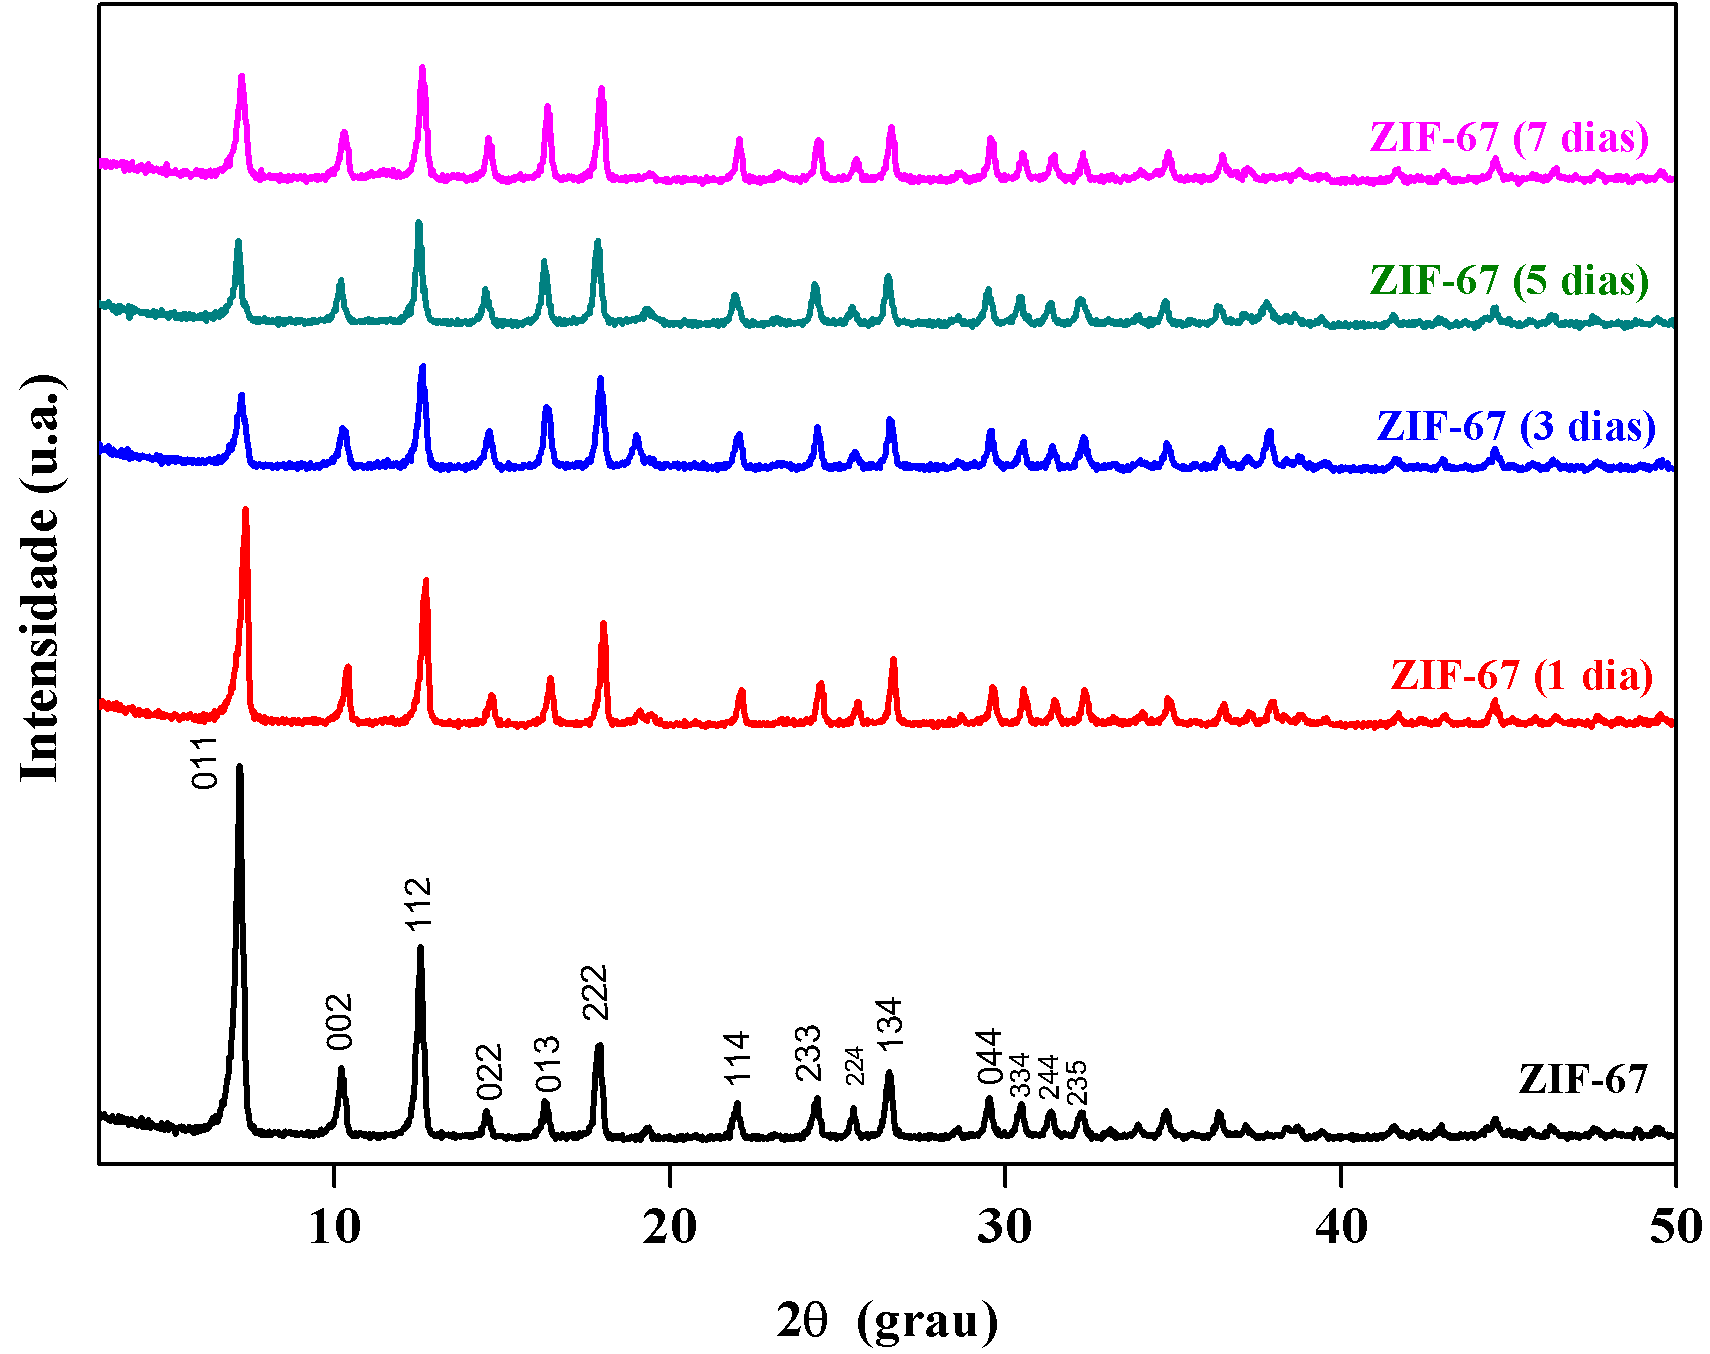 ZIF-67 (7 dias)
ZIF-67 (5 dias)
ZIF-67 (3 dias)
ZIF-67 (1 dia)
ZIF-67
Intensidade (u.a.)
011
002
112
022
013
222
114
233
224
134
044
334
244
235
10
20
30
40
50
2θ (grau)